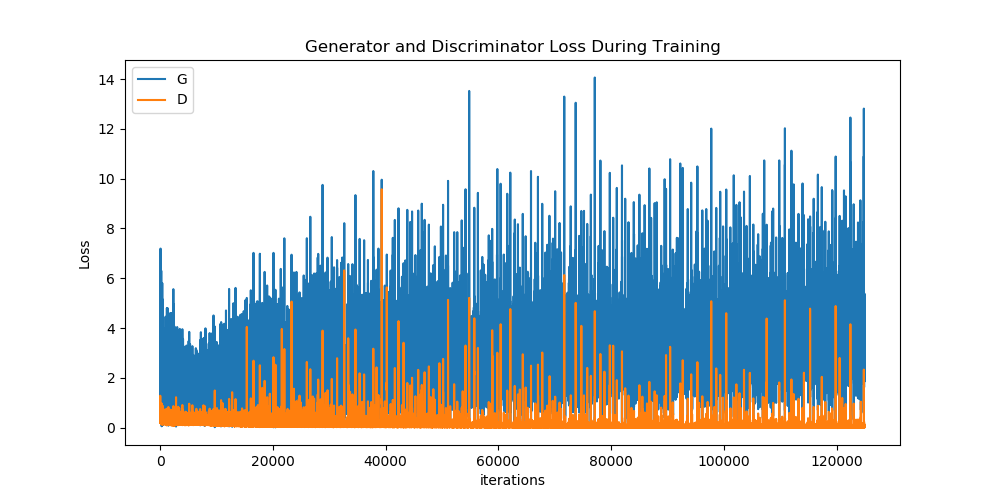 Generator and Discriminator Loss During Training
G
D
14
12
10
8
6
4
2
0
Loss
0 20000 40000 60000 80000 100000 120000
iterations